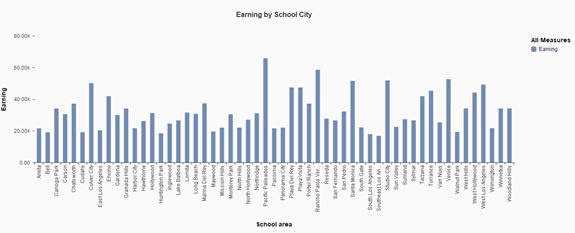 Earning by School City
All Measures
Earning
80.00K
60.00K
40.00K
20.00K
0.00
Earning
Arleta
Bell
Canoga Park
Carson
Chatsworth
Cudahy
Culver City
East Los Angeles
Encino
Gardena
Granada Hills
Harbor City
Hawthorne
Hollywood
Huntington Park
Inglewood
Lake Balboa
Lomita
Long Beach
Marina Del Rey
Maywood
Mission Hills
Monterey Park
North Hills
North Hollywood
Northridge
Pacific Palisades
Pacoima
Panorama City
Playa Del Rey
Playa Vista
Porter Ranch
Rancho Palos Ver...
Reseda
San Fernando
San Pedro
Santa Monica
South Gate
South Los Angeles
Southeast Los An...
Studio City
Sun Valley
Sunland
Sylmar
Tarzana
Torrance
Van Nuys
Venice
Walnut Park
West Hills
West Hollywood
West Los Angeles
Wilmington
Winnetka
Woodland Hills
School area